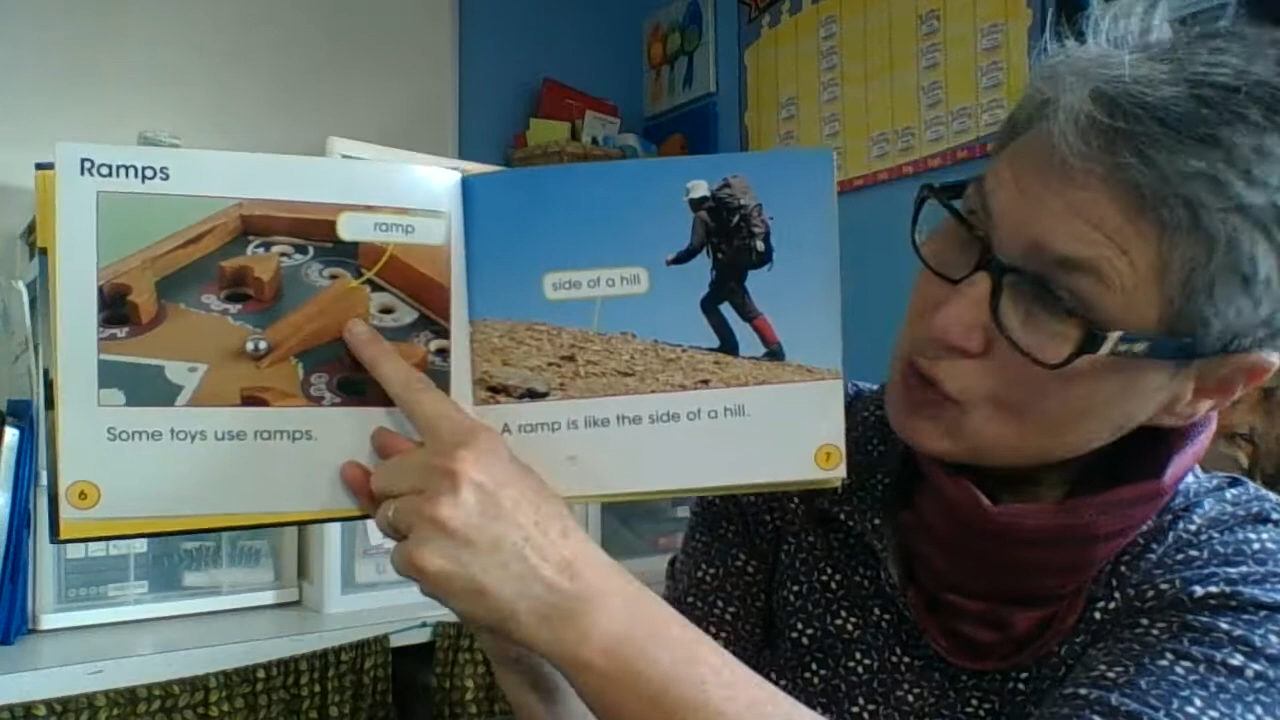 Ramps
ramp
Some toys use ramps.
6
side of a hill
A ramp is like the side of a hill.
7